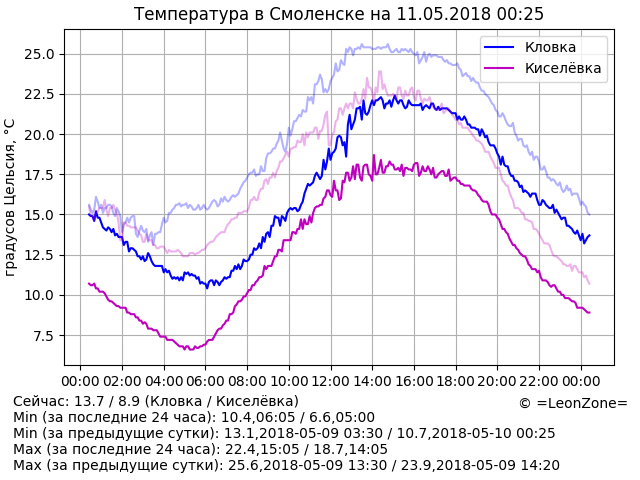 Температура в Смоленске на 11.05.2018 00:25
Кловка
Киселёвка
градусов Цельсия, °C
25.0
22.5
20.0
17.5
15.0
12.5
10.0
7.5
00:00 02:00 04:00 06:00 08:00 10:00 12:00 14:00 16:00 18:00 20:00 22:00 00:00
Сейчас: 13.7 / 8.9 (Кловка / Киселёвка)
© =LeonZone=
Min (за последние 24 часа): 10.4,06:05 / 6.6,05:00
Min (за предыдущие сутки): 13.1,2018-05-09 03:30 / 10.7,2018-05-10 00:25
Max (за последние 24 часа): 22.4,15:05 / 18.7,14:05
Max (за предыдущие сутки): 25.6,2018-05-09 13:30 / 23.9,2018-05-09 14:20